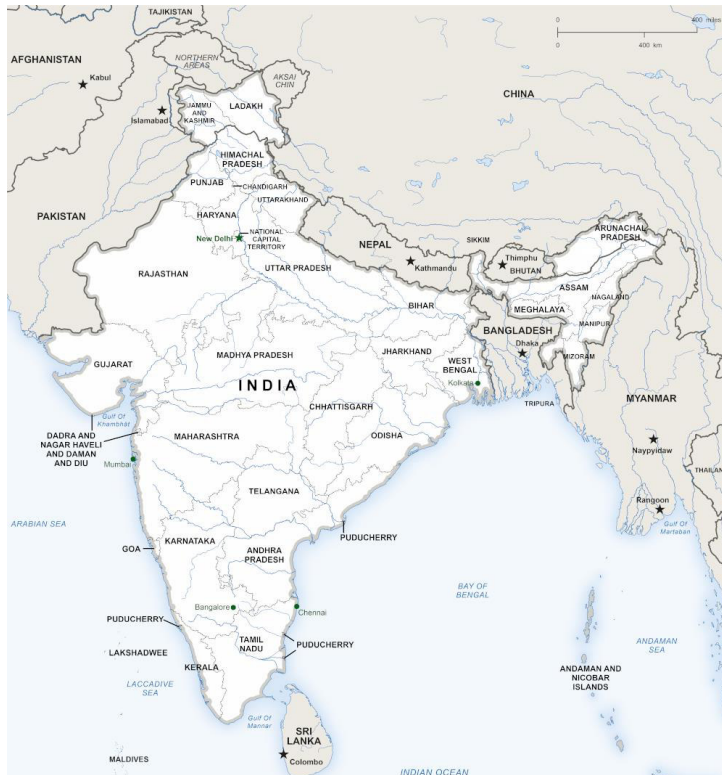 TAJIKISTAN
0 400 miles
0 400 km
AFGHANISTAN
Kabul
NORTHERN
AREAS
AKSAI
CHIN
CHINA
Islamabad
JAMMU
AND
KASHMIR
LADAKH
HIMACHAL
PRADESH
PUNJAB
CHANDIGARH
UTTARAKHAND
PAKISTAN
HARYANA
New Delhi
NATIONAL
CAPITAL
TERRITORY
NEPAL
Kathmandu
SIKKIM
Thimphu
BHUTAN
ARUNACHAL
PRADESH
RAJASTHAN
UTTAR PRADESH
ASSAM
NAGALAND
BIHAR
MEGHALAYA
MANIPUR
BANGLADESH
Dhaka
GUJARAT
MADHYA PRADESH
JHARKHAND
WEST
BENGAL
Kolkata
MIZORAM
TRIPURA
INDIA
CHHATTISGARH
MYANMAR
Gulf Of
Khambhat
DADRA AND
NAGAR HAVELI
AND DAMAN
AND DIU
MAHARASHTRA
ODISHA
Naypyidaw
Mumbai
THAILAN
TELANGANA
Rangoon
ARABIAN SEA
Gulf Of
Martaban
KARNATAKA
PUDUCHERRY
GOA
ANDHRA
PRADESH
BAY OF
BENGAL
Bangalore
Chennai
PUDUCHERRY
TAMIL
NADU
PUDUCHERRY
LAKSHADWEE
KERALA
ANDAMAN
SEA
ANDAMAN AND
NICOBAR
ISLANDS
LACCADIVE
SEA
Gulf Of
Mannar
SRI
LANKA
Colombo
MALDIVES
INDIAN OCEAN